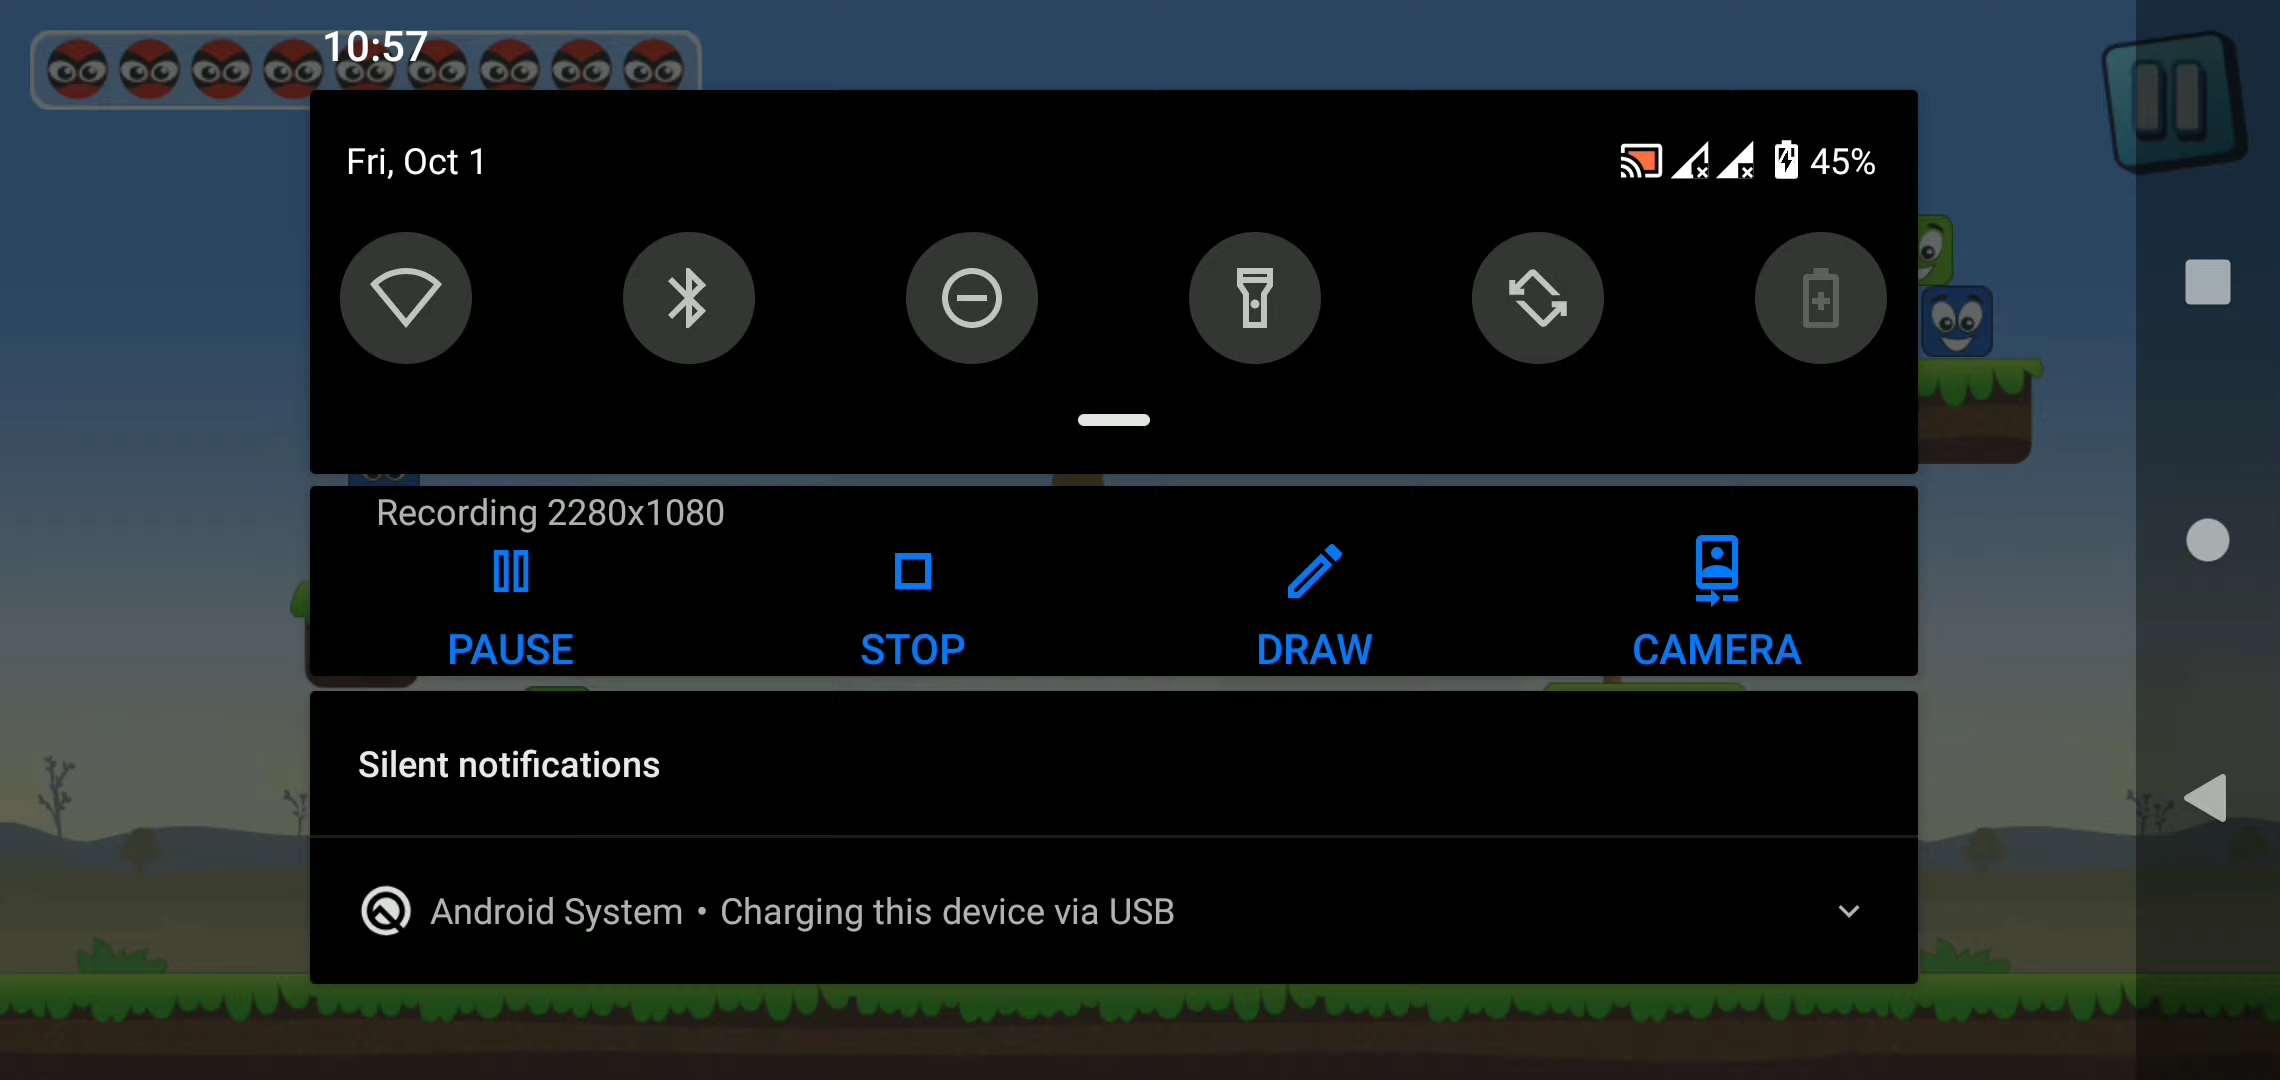 10:57
Fri, Oct 1
45%
Recording 2280x1080
PAUSE
STOP
DRAW
CAMERA
Silent notifications
Android System • Charging this device via USB